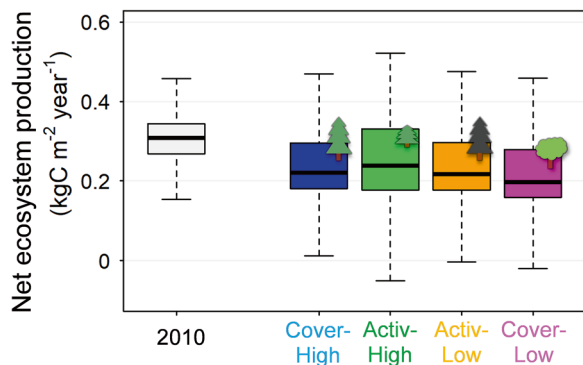 Net ecosystem production
(kgC m-2 year-1)
0.6
0.4
0.2
0
2010
Cover-
High
Activ-
High
Activ-
Low
Cover-
Low